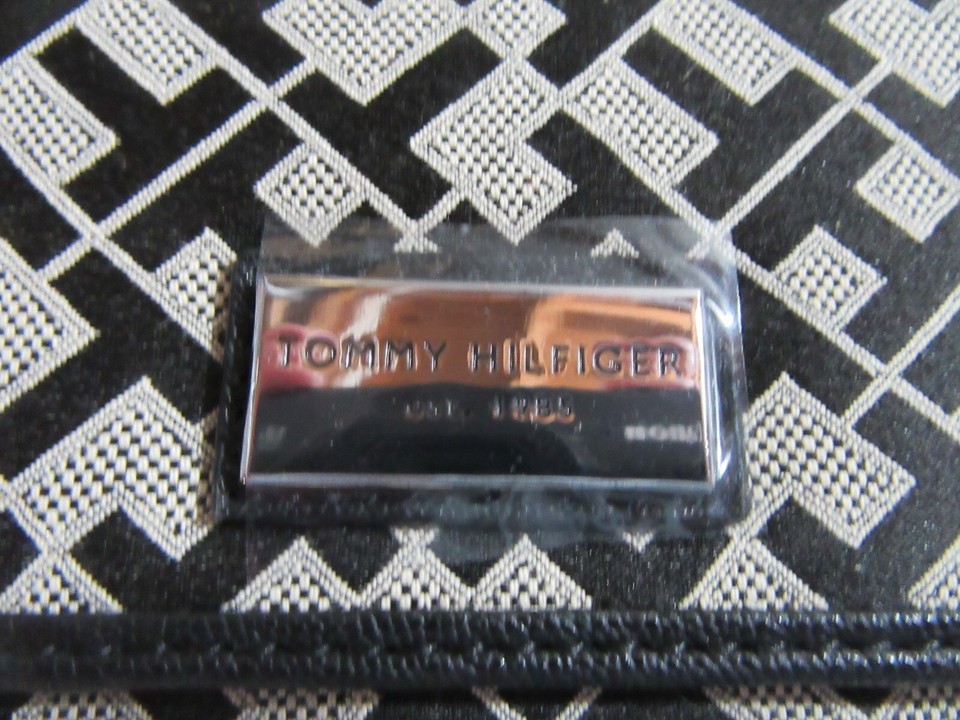 TOMMY HILFIGER
EST. 1985